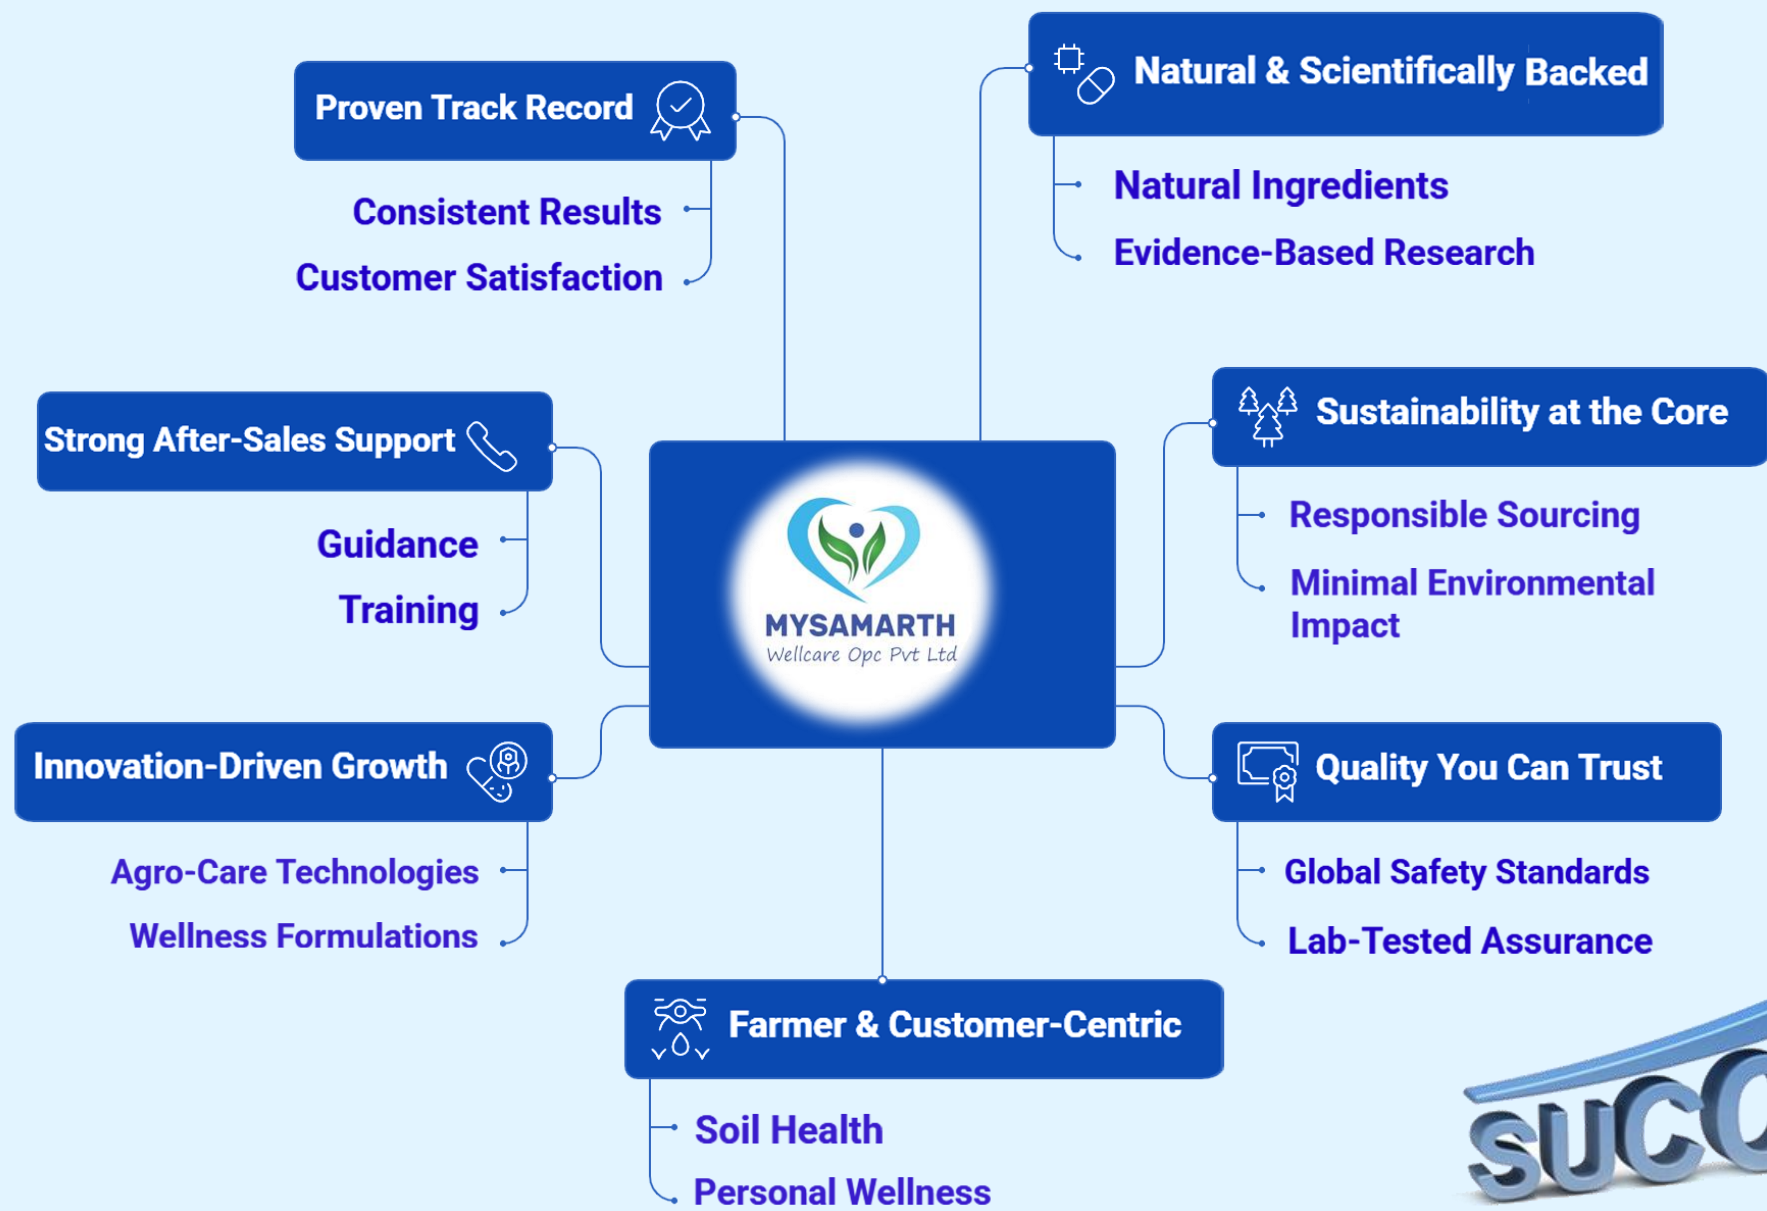 Proven Track Record
Consistent Results
Customer Satisfaction
Natural & Scientifically Backed
Natural Ingredients
Evidence-Based Research
Strong After-Sales Support
Guidance
Training
Sustainability at the Core
Responsible Sourcing
Minimal Environmental
Impact
MYSAMARTH
Wellcare Opc Pvt Ltd
Innovation-Driven Growth
Agro-Care Technologies
Wellness Formulations
Quality You Can Trust
Global Safety Standards
Lab-Tested Assurance
Farmer & Customer-Centric
Soil Health
Personal Wellness